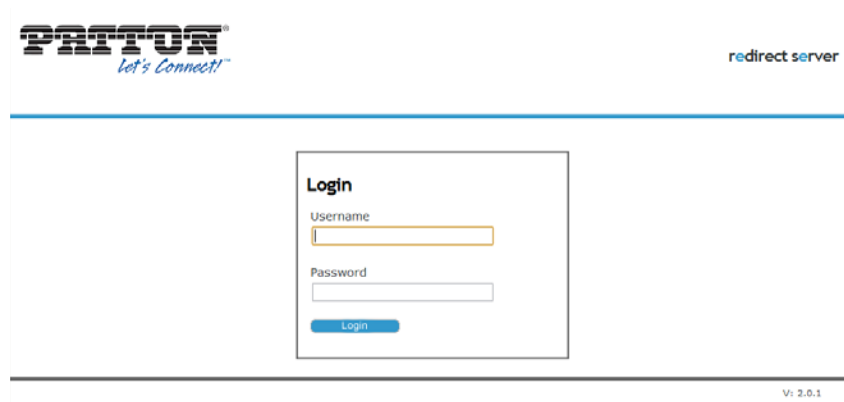 PATTON®
Let's Connect!™
redirect server
Login
Username
Password
Login
V: 2.0.1